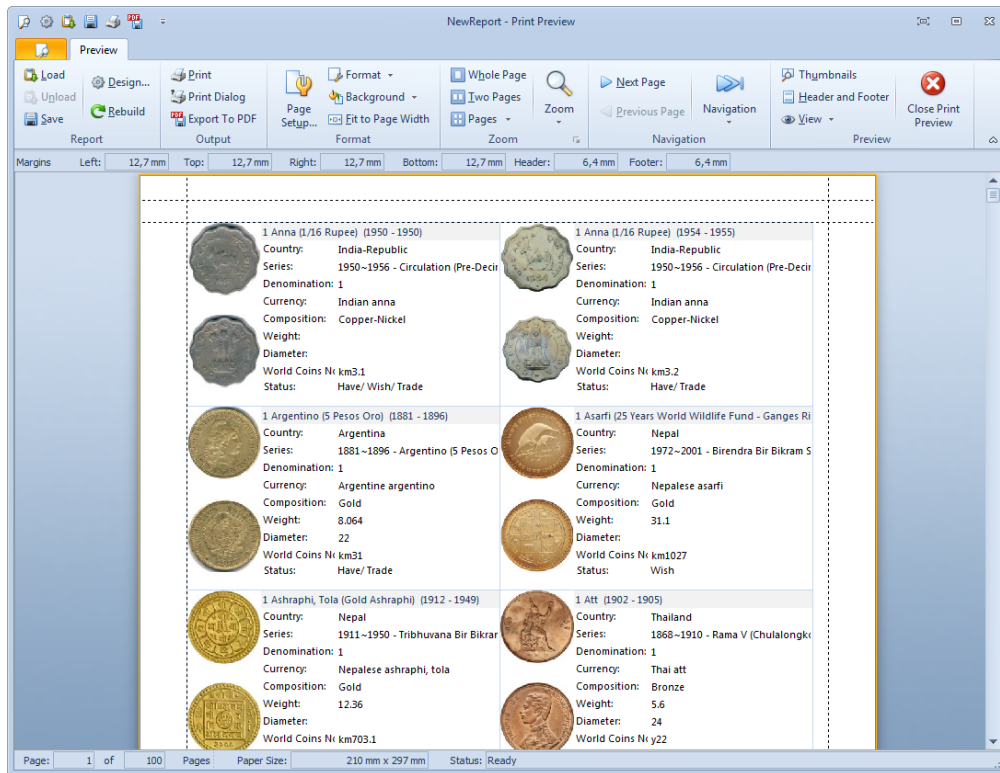 NewReport - Print Preview
Preview
Load
Unload
Save
Design...
Rebuild
Report
Print
Print Dialog
Export To PDF
Output
Page Setup...
Format
Background
Fit to Page Width
Format
Whole Page
Two Pages
Pages
Zoom
Zoom
Next Page
Previous Page
Navigation
Navigation
Thumbnails
Header and Footer
View
Close Print Preview
Preview
Margins Left: 12,7 mm Top: 12,7 mm Right: 12,7 mm Bottom: 12,7 mm Header: 6,4 mm Footer: 6,4 mm
1 Anna (1/16 Rupee) (1950 - 1950)
Country: India-Republic
Series: 1950~1956 - Circulation (Pre-Decir
Denomination: 1
Currency: Indian anna
Composition: Copper-Nickel
Weight:
Diameter:
World Coins Nc km3.1
Status: Have/ Wish/ Trade
1 Anna (1/16 Rupee) (1954 - 1955)
Country: India-Republic
Series: 1950~1956 - Circulation (Pre-Decir
Denomination: 1
Currency: Indian anna
Composition: Copper-Nickel
Weight:
Diameter:
World Coins Nc km3.2
Status: Have/ Trade
1 Argentino (5 Pesos Oro) (1881 - 1896)
Country: Argentina
Series: 1881~1896 - Argentino (5 Pesos O
Denomination: 1
Currency: Argentine argentino
Composition: Gold
Weight: 8.064
Diameter: 22
World Coins Nc km31
Status: Have/ Trade
1 Asarfi (25 Years World Wildlife Fund - Ganges Ri
Country: Nepal
Series: 1972~2001 - Birendra Bir Bikram S
Denomination: 1
Currency: Nepalese asarfi
Composition: Gold
Weight: 31.1
Diameter:
World Coins Nc km1027
Status: Wish
1 Ashraphi, Tola (Gold Ashraphi) (1912 - 1949)
Country: Nepal
Series: 1911~1950 - Tribhuvana Bir Bikrar
Denomination: 1
Currency: Nepalese ashraphi, tola
Composition: Gold
Weight: 12.36
Diameter:
World Coins Nc km703.1
1 Att (1902 - 1905)
Country: Thailand
Series: 1868~1910 - Rama V (Chulalongkc
Denomination: 1
Currency: Thai att
Composition: Bronze
Weight: 5.6
Diameter: 24
World Coins Nc y22
Page: 1 of 100 Pages Paper Size: 210 mm x 297 mm Status: Ready